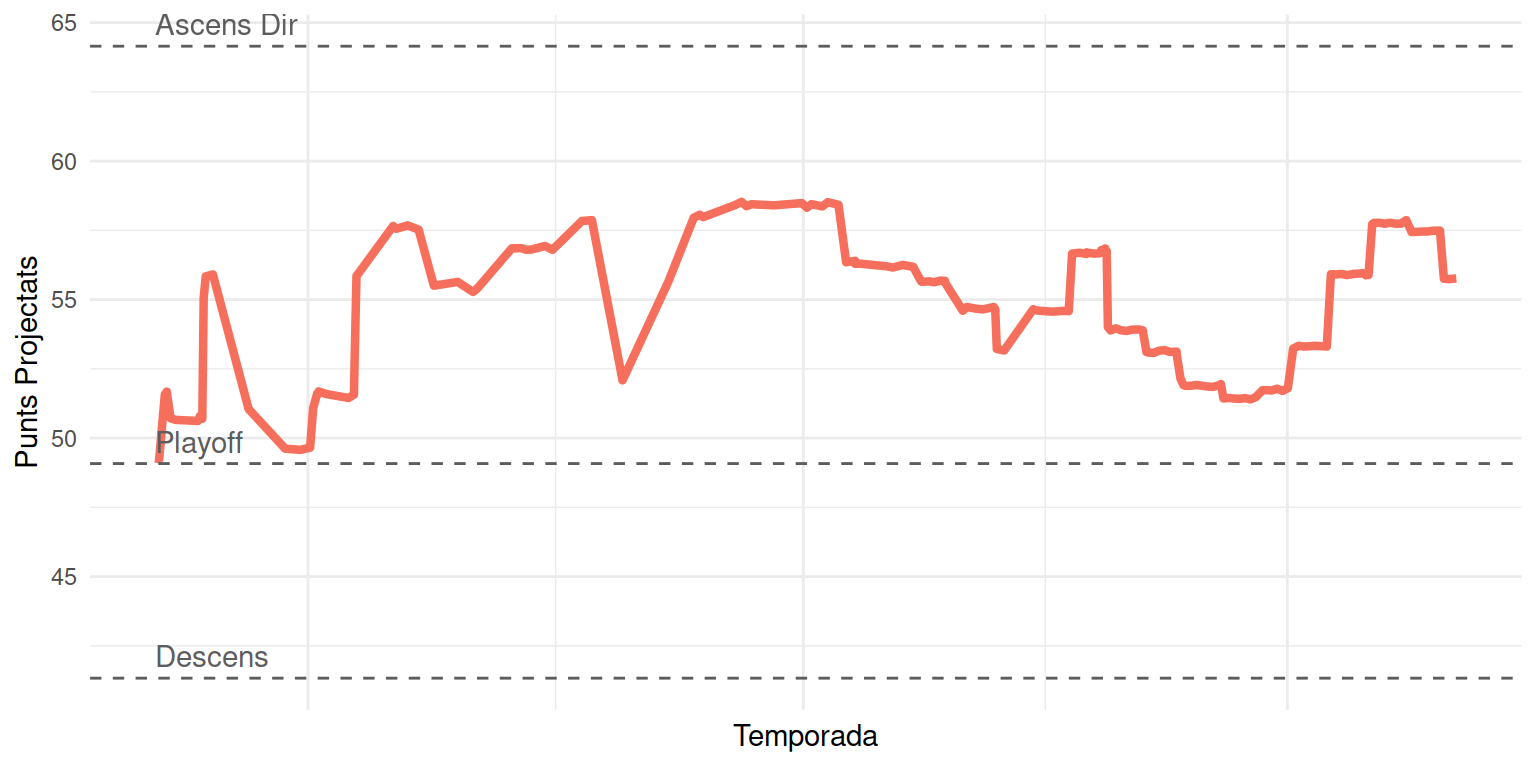 65
Ascens Dir
60
55
50
Playoff
45
Descens
Punts Projectats
Temporada